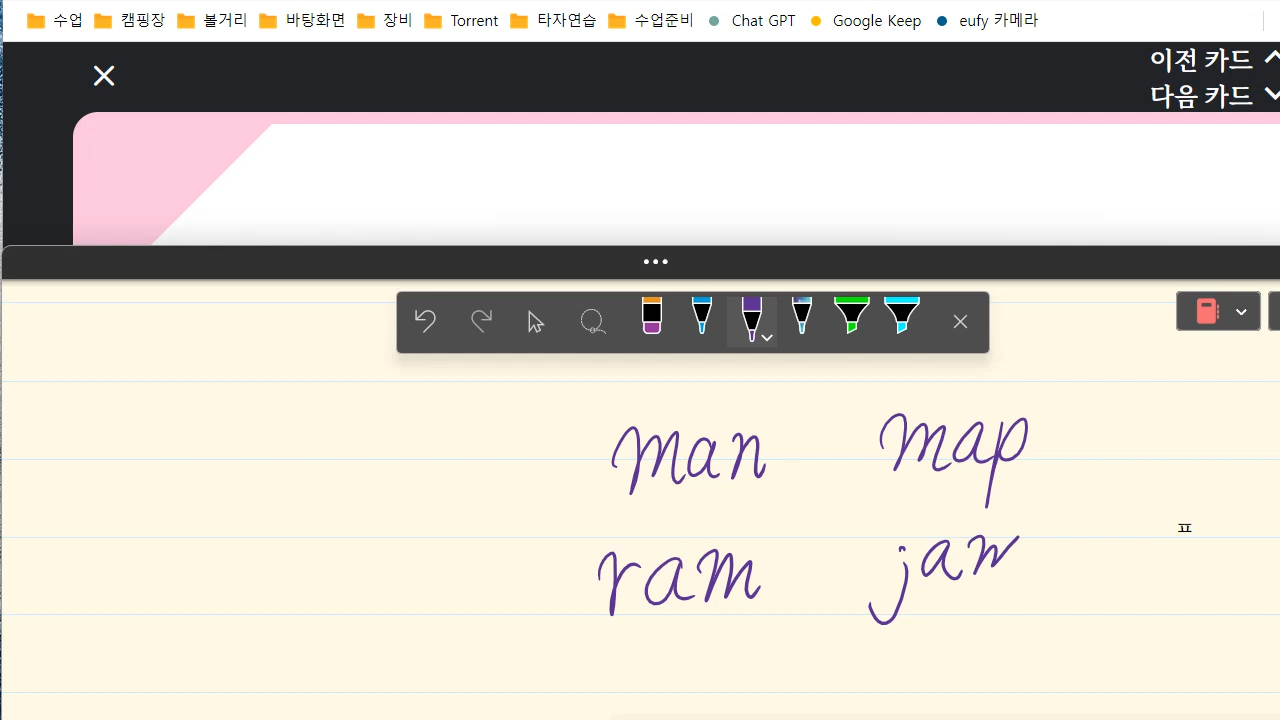 수업 캠핑장 볼거리 바탕화면 장비 Torrent 타자연습 수업준비 Chat GPT Google Keep eufy 카메라
이전 카드
다음 카드
man map
ㅍ
ram jaw